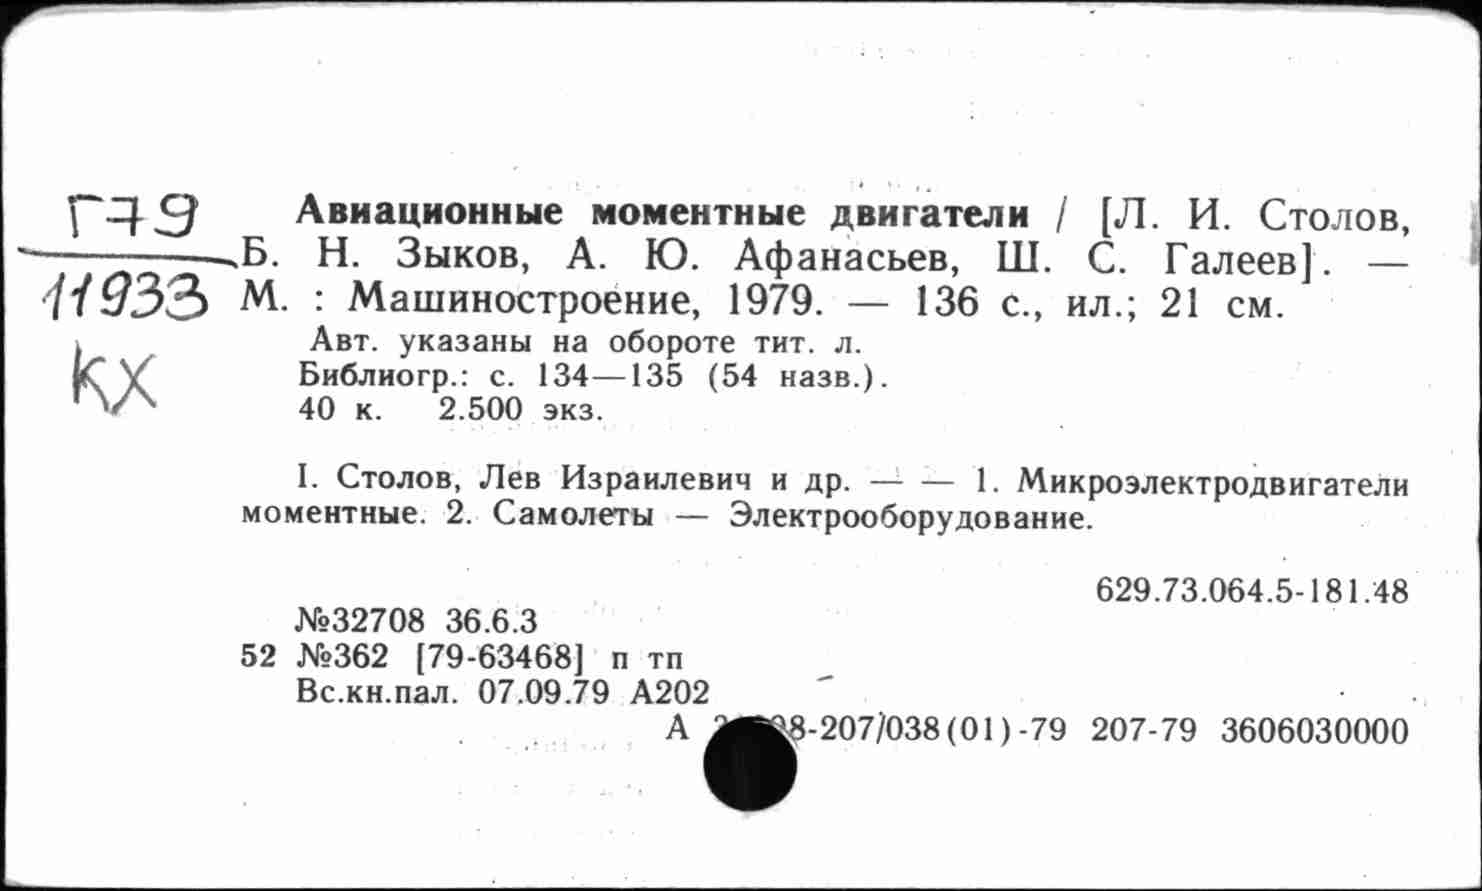 Г79
11933
КХ
Авиационные моментные двигатели / [Л. И. Столов,
Б. Н. Зыков, А. Ю. Афанасьев, Ш. С. Галеев]. —
М. : Машиностроение, 1979. — 136 с., ил.; 21 см.
Авт. указаны на обороте тит. л.
Библиогр.: с. 134—135 (54 назв.).
40 к. 2.500 экз.
I. Столов, Лев Израилевич и др. — — 1. Микроэлектродвигатели
моментные. 2. Самолеты — Электрооборудование.
629.73.064.5-181.48
№32708 36.6.3
52 №362 [79-63468] п тп
Вс.кн.пал. 07.09.79 А202
А 8-207/038(01)-79 207-79 3606030000